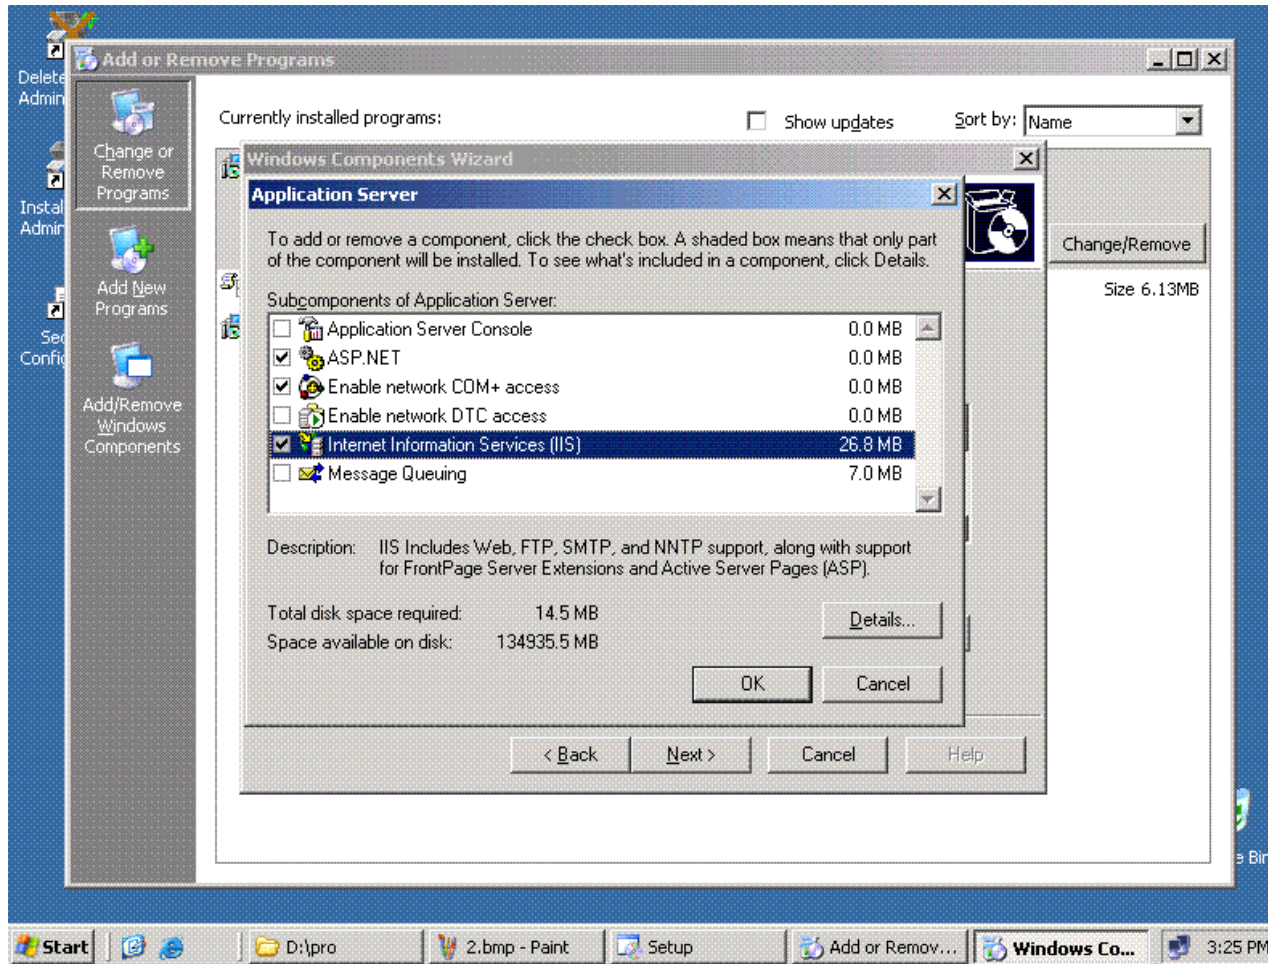 Delete
Admin
Instal
Admin
Sec
Config
Add or Remove Programs
Change or
Remove
Programs
Add New
Programs
Add/Remove
Windows
Components
Currently installed programs:
Show updates
Sort by:
Name
Change/Remove
Size 6.13MB
Windows Components Wizard
Application Server
To add or remove a component, click the check box. A shaded box means that only part
of the component will be installed. To see what's included in a component, click Details.
Subcomponents of Application Server:
Application Server Console 0.0 MB
ASP.NET 0.0 MB
Enable network COM+ access 0.0 MB
Enable network DTC access 0.0 MB
Internet Information Services (IIS) 26.8 MB
Message Queuing 7.0 MB
Description: IIS Includes Web, FTP, SMTP, and NNTP support, along with support
for FrontPage Server Extensions and Active Server Pages (ASP).
Total disk space required: 14.5 MB
Space available on disk: 134935.5 MB
Details...
OK Cancel
< Back Next > Cancel Help
e Bin
Start D:\pro 2.bmp - Paint Setup Add or Remov... Windows Co... 3:25 PM